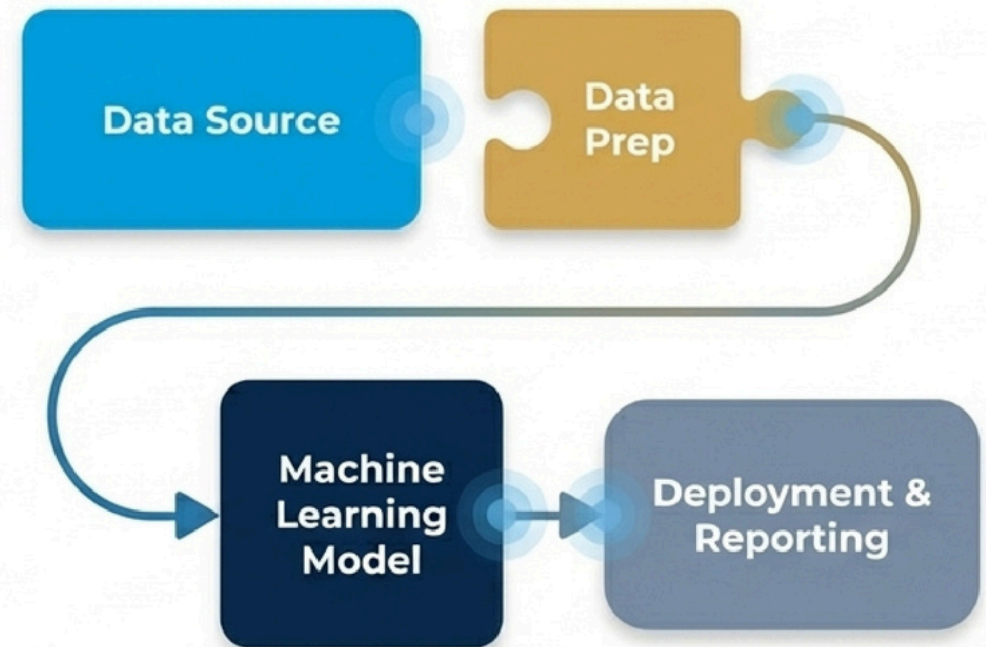 Data Source
Data
Prep
Machine
Learning
Model
Deployment &
Reporting